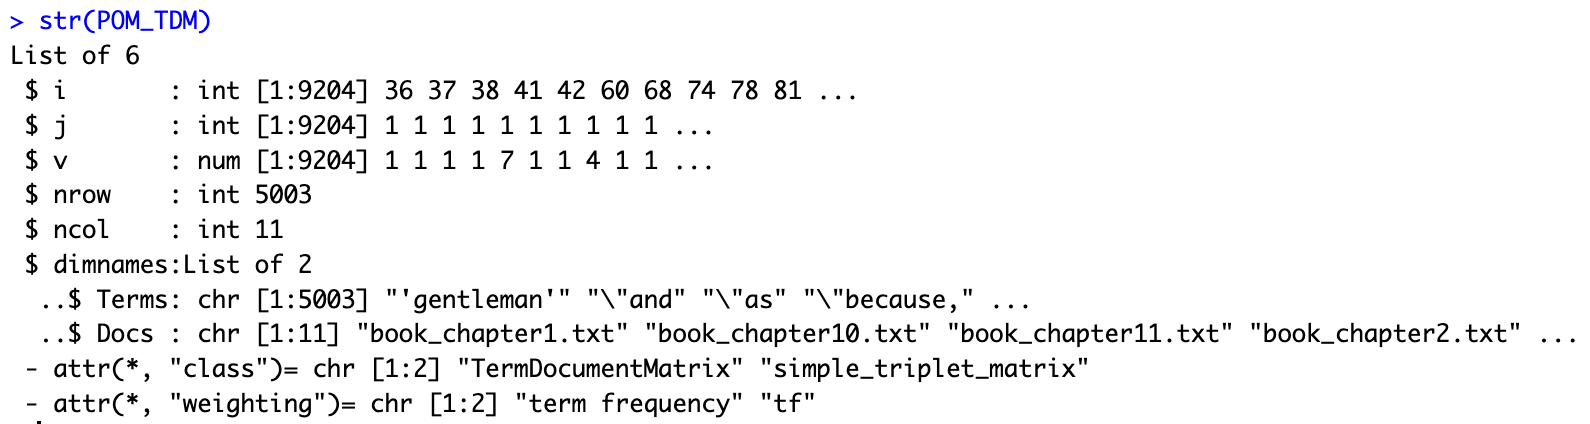 > str(POM_TDM)
List of 6
 $ i       : int [1:9204] 36 37 38 41 42 60 68 74 78 81 ...
 $ j       : int [1:9204] 1 1 1 1 1 1 1 1 1 1 ...
 $ v       : num [1:9204] 1 1 1 1 7 1 1 4 1 1 ...
 $ nrow    : int 5003
 $ ncol    : int 11
 $ dimnames:List of 2
  ..$ Terms: chr [1:5003] "'gentleman'" "\"and" "\"as" "\"because," ...
  ..$ Docs : chr [1:11] "book_chapter1.txt" "book_chapter10.txt" "book_chapter11.txt" "book_chapter2.txt" ...
 - attr(*, "class")= chr [1:2] "TermDocumentMatrix" "simple_triplet_matrix"
 - attr(*, "weighting")= chr [1:2] "term frequency" "tf"